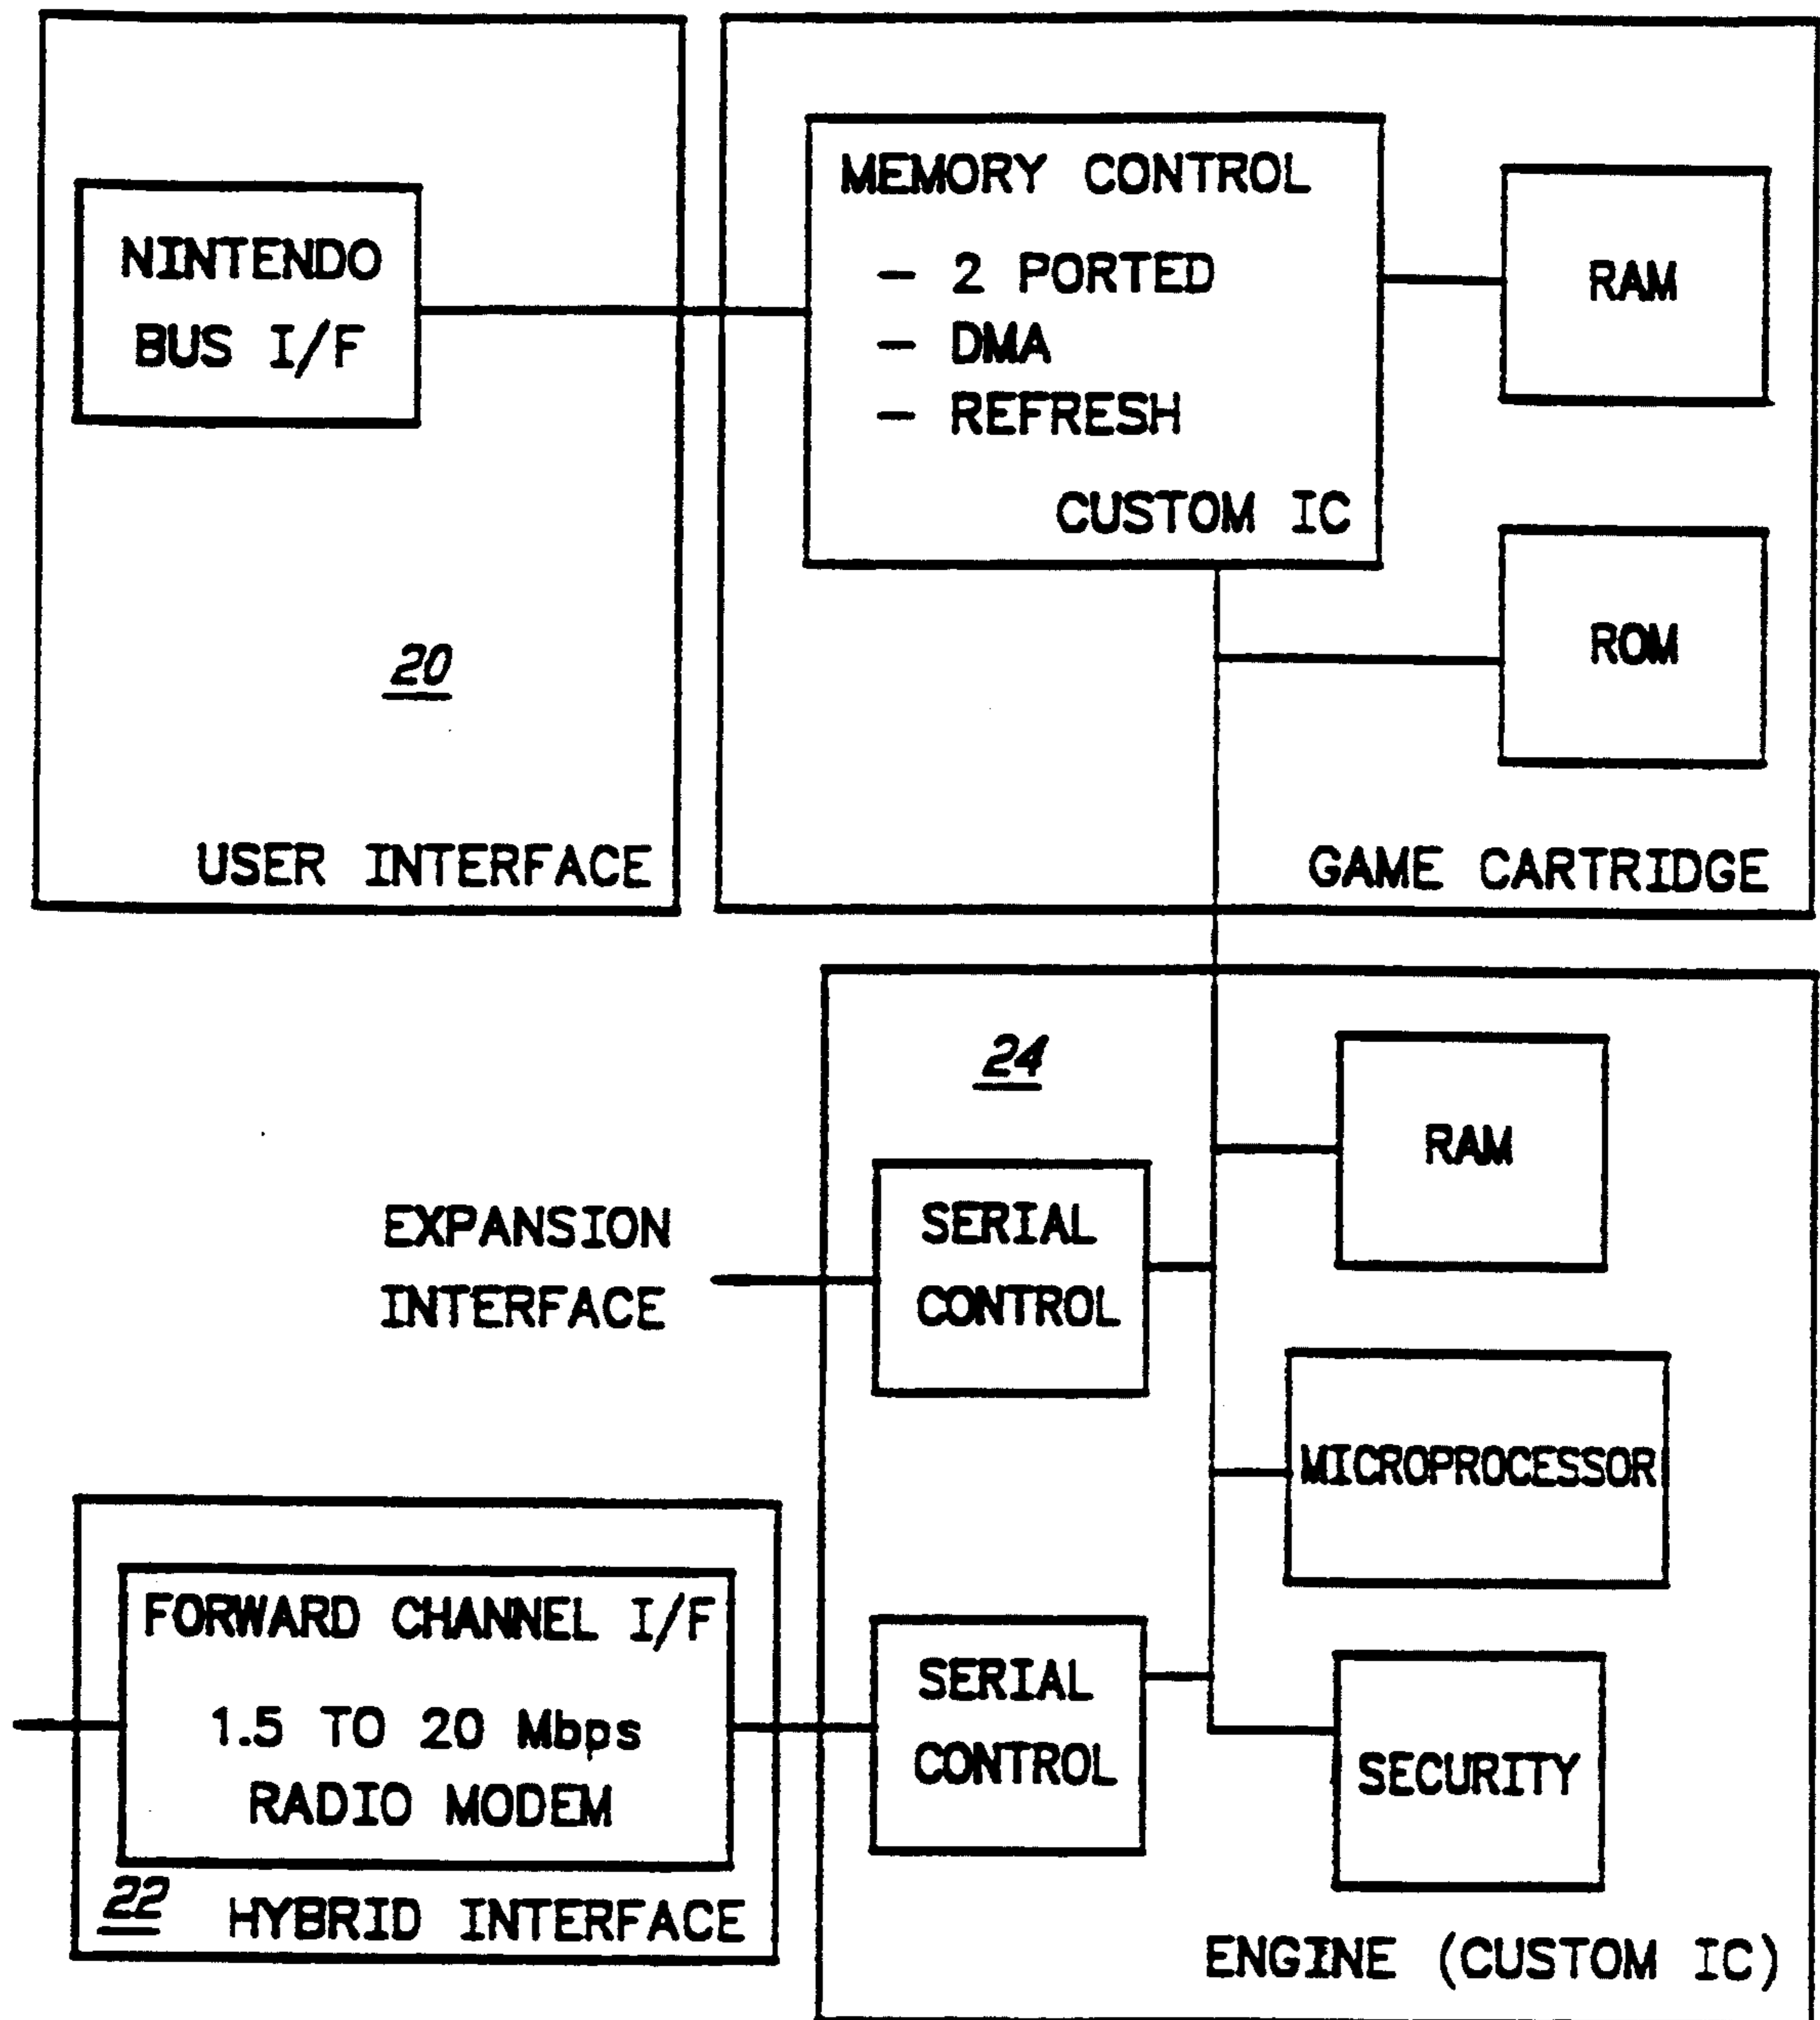 NINTENDO
BUS I/F
20
USER INTERFACE
MEMORY CONTROL
— 2 PORTED
— DMA
— REFRESH
CUSTOM IC
RAM
ROM
GAME CARTRIDGE
24
EXPANSION
INTERFACE
SERIAL
CONTROL
RAM
MICROPROCESSOR
FORWARD CHANNEL I/F
1.5 TO 20 Mbps
RADIO MODEM
22 HYBRID INTERFACE
SERIAL
CONTROL
SECURITY
ENGINE (CUSTOM IC)